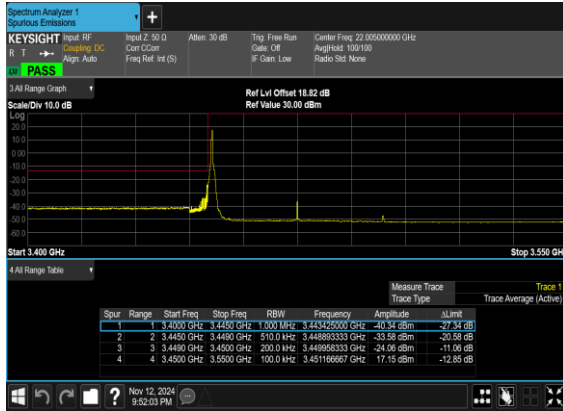 Spectrum Analyzer 1
Spurious Emissions
KEYSIGHT Input: RF Input Z: 50 Ω Atten: 30 dB Trig: Free Run Center Freq: 22.005000000 GHz
R T Coupling: DC Corr CCorr Gate: Off Avg|Hold: 100/100
Align: Auto Freq Ref: Int (S) IF Gain: Low Radio Std: None
PASS
3 All Range Graph
Ref Lvl Offset 18.82 dB
Scale/Div 10.0 dB Ref Value 30.00 dBm
Log
20.0
10.0
0.00
-10.0
-20.0
-30.0
-40.0
-50.0
-60.0
Start 3.400 GHz Stop 3.550 GH
4 All Range Table
Measure Trace Trace 1
Trace Type Trace Average (Active)
Spur Range Start Freq Stop Freq RBW Frequency Amplitude ΔLimit
1 1 3.4000 GHz 3.4450 GHz 1.000 MHz 3.443425000 GHz -40.34 dBm -27.34 dB
2 2 3.4450 GHz 3.4490 GHz 510.0 kHz 3.448893333 GHz -33.58 dBm -20.58 dB
3 3 3.4490 GHz 3.4500 GHz 200.0 kHz 3.449958333 GHz -24.06 dBm -11.06 dB
4 4 3.4500 GHz 3.5500 GHz 100.0 kHz 3.451166667 GHz 17.15 dBm -12.85 dB
? Nov 12, 2024
9:52:03 PM